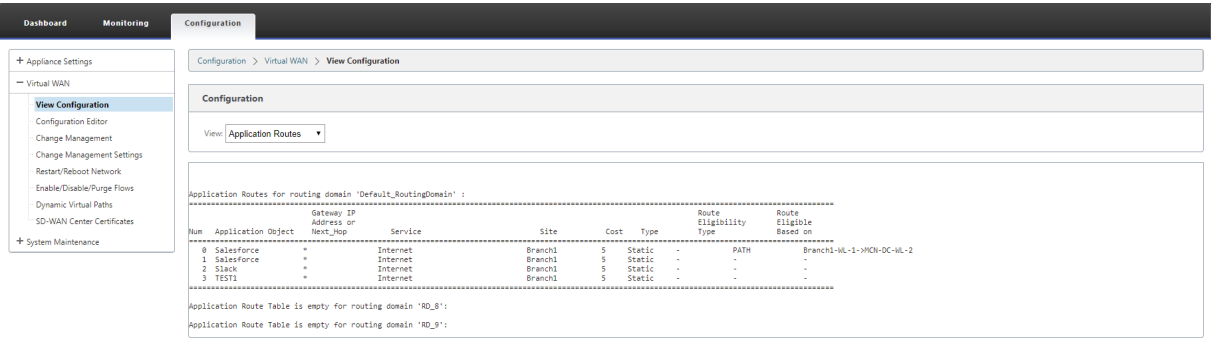 Dashboard Monitoring Configuration
+ Appliance Settings
− Virtual WAN
View Configuration
Configuration Editor
Change Management
Change Management Settings
Restart/Reboot Network
Enable/Disable/Purge Flows
Dynamic Virtual Paths
SD-WAN Center Certificates
+ System Maintenance
Configuration > Virtual WAN > View Configuration
Configuration
View: Application Routes
Application Routes for routing domain 'Default_RoutingDomain' :
Gateway IP Route Route
Address or Eligibility Eligible
Num Application Object Next_Hop Service Site Cost Type Type Based on
0 Salesforce * Internet Branch1 5 Static - PATH Branch1-WL-1->MCN-DC-WL-2
1 Salesforce * Internet Branch1 5 Static - - -
2 Slack * Internet Branch1 5 Static - - -
3 TEST1 * Internet Branch1 5 Static - - -
Application Route Table is empty for routing domain 'RD_8':
Application Route Table is empty for routing domain 'RD_9':